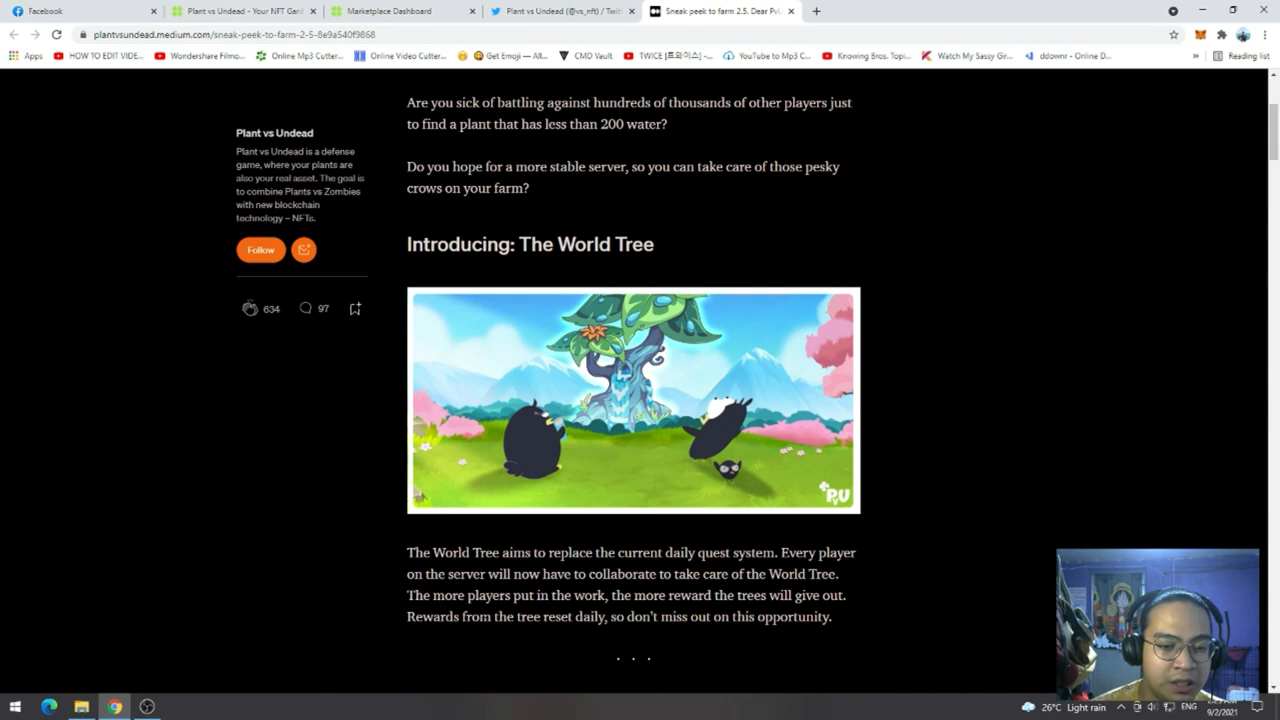 Facebook
Plant vs Undead - Your NFT Gard
Marketplace Dashboard
Plant vs Undead (@vs_nft) / Twitt
Sneak peek to farm 2.5. Dear Pvl
plantvsundead.medium.com/sneak-peek-to-farm-2-5-8e9a540f9868
Apps
HOW TO EDIT VIDE...
Wondershare Filmo...
Online Mp3 Cutter...
Online Video Cutter...
Get Emoji — All...
CMD Vault
TWICE [트와이스] -...
YouTube to Mp3 C...
Knowing Bros. Topi...
Watch My Sassy Gir...
ddownr - Online D...
»
Reading list
Are you sick of battling against hundreds of thousands of other players just
to find a plant that has less than 200 water?
Do you hope for a more stable server, so you can take care of those pesky
crows on your farm?
Plant vs Undead
Plant vs Undead is a defense
game, where your plants are
also your real asset. The goal is
to combine Plants vs Zombies
with new blockchain
technology – NFTs.
Follow
634
97
Introducing: The World Tree
PvU
The World Tree aims to replace the current daily quest system. Every player
on the server will now have to collaborate to take care of the World Tree.
The more players put in the work, the more reward the trees will give out.
Rewards from the tree reset daily, so don't miss out on this opportunity.
. . .
26°C Light rain
ENG
9/2/2021